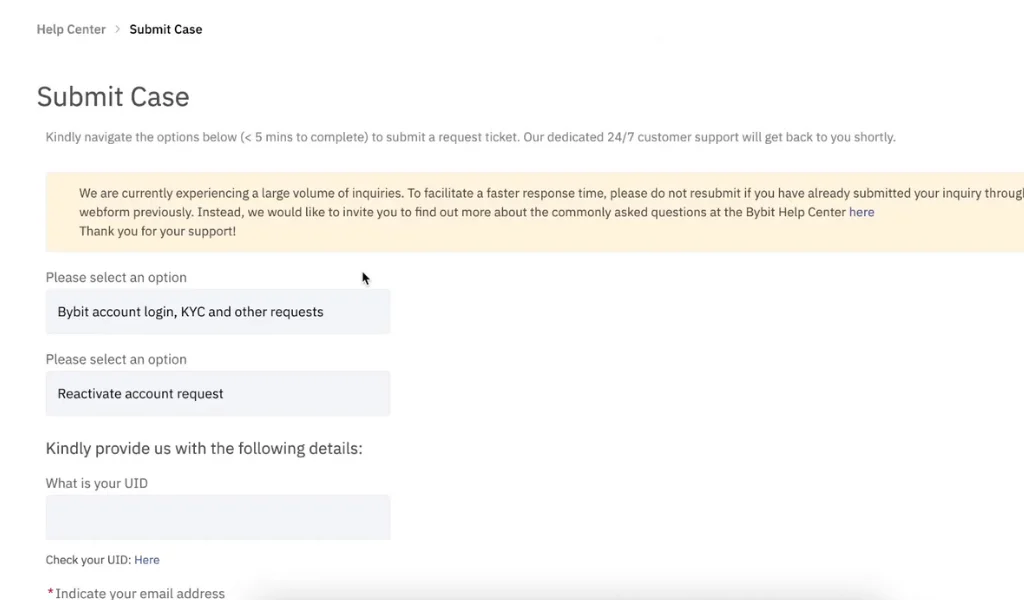 Help Center > Submit Case
Submit Case
Kindly navigate the options below (< 5 mins to complete) to submit a request ticket. Our dedicated 24/7 customer support will get back to you shortly.
We are currently experiencing a large volume of inquiries. To facilitate a faster response time, please do not resubmit if you have already submitted your inquiry throug
webform previously. Instead, we would like to invite you to find out more about the commonly asked questions at the Bybit Help Center here
Thank you for your support!
Please select an option
Bybit account login, KYC and other requests
Please select an option
Reactivate account request
Kindly provide us with the following details:
What is your UID
Check your UID: Here
*Indicate your email address